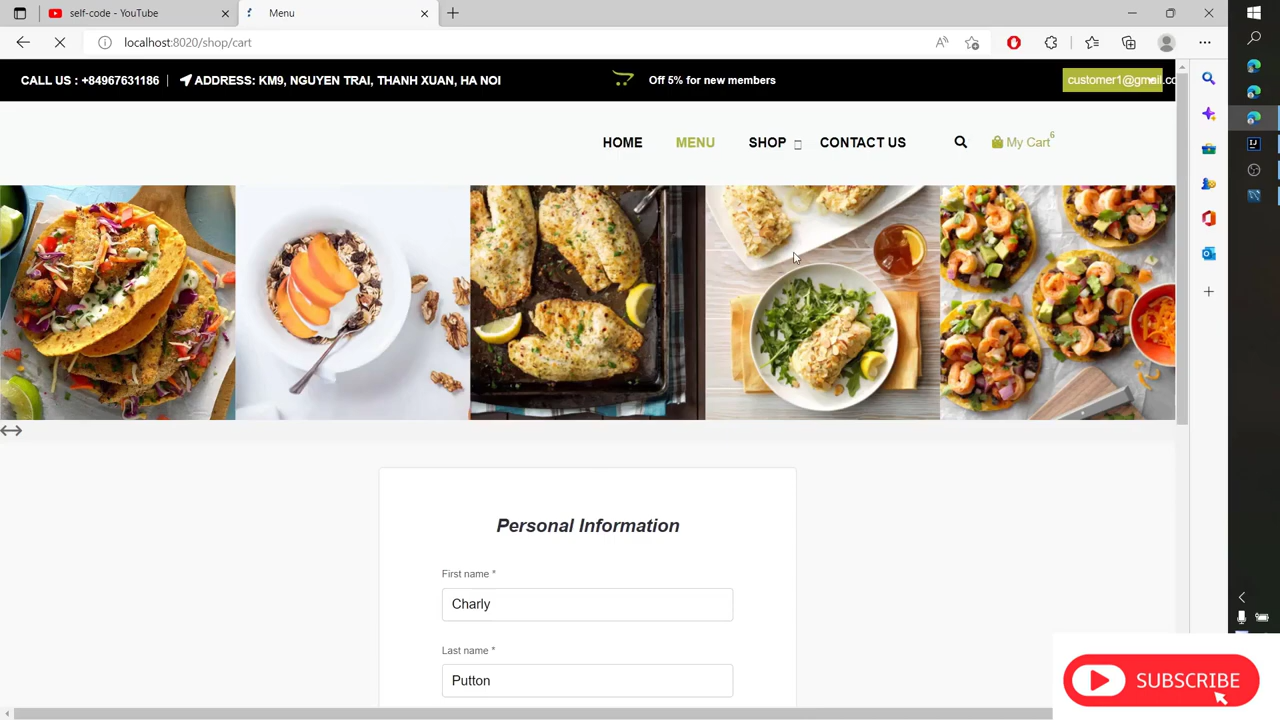 self-code - YouTube
Menu
localhost:8020/shop/cart
CALL US : +84967631186
ADDRESS: KM9, NGUYEN TRAI, THANH XUAN, HA NOI
Off 5% for new members
customer1@gmail.co
HOME
MENU
SHOP
CONTACT US
My Cart 6
Personal Information
First name *
Charly
Last name *
Putton
SUBSCRIBE